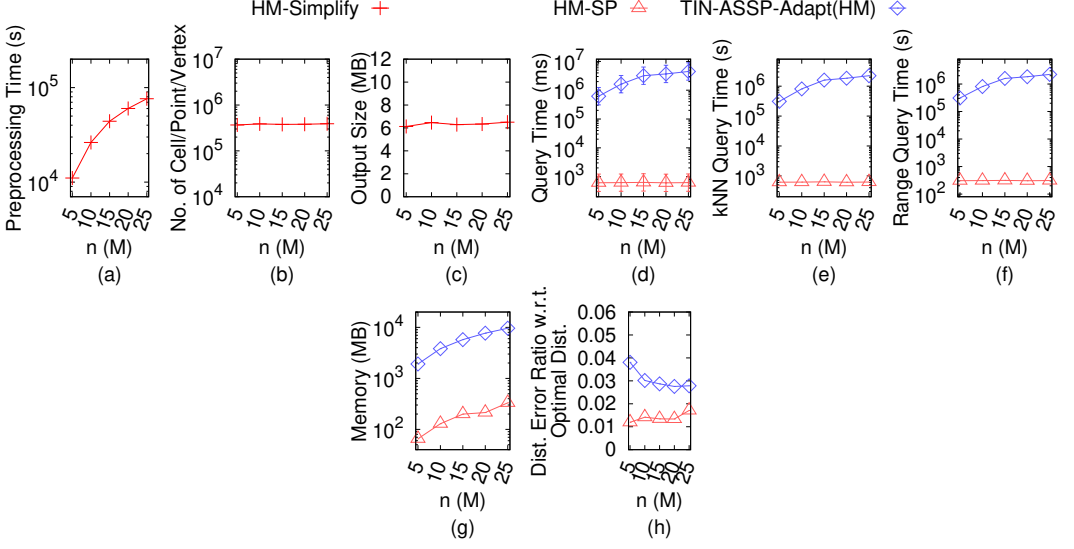 HM-Simplify HM-SP TIN-ASSP-Adapt(HM)
Preprocessing Time (s)
10^5
10^4
5 10 15 20 25
n (M)
(a)
No. of Cell/Point/Vertex
10^7
10^6
10^5
10^4
5 10 15 20 25
n (M)
(b)
Output Size (MB)
12
10
8
6
4
2
0
5 10 15 20 25
n (M)
(c)
Query Time (ms)
10^7
10^6
10^5
10^4
10^3
5 10 15 20 25
n (M)
(d)
kNN Query Time (s)
10^6
10^5
10^4
10^3
5 10 15 20 25
n (M)
(e)
Range Query Time (s)
10^6
10^5
10^4
10^3
10^2
5 10 15 20 25
n (M)
(f)
Memory (MB)
10^4
10^3
10^2
5 10 15 20 25
n (M)
(g)
Dist. Error Ratio w.r.t.
Optimal Dist.
0.06
0.05
0.04
0.03
0.02
0.01
0
5 10 15 20 25
n (M)
(h)